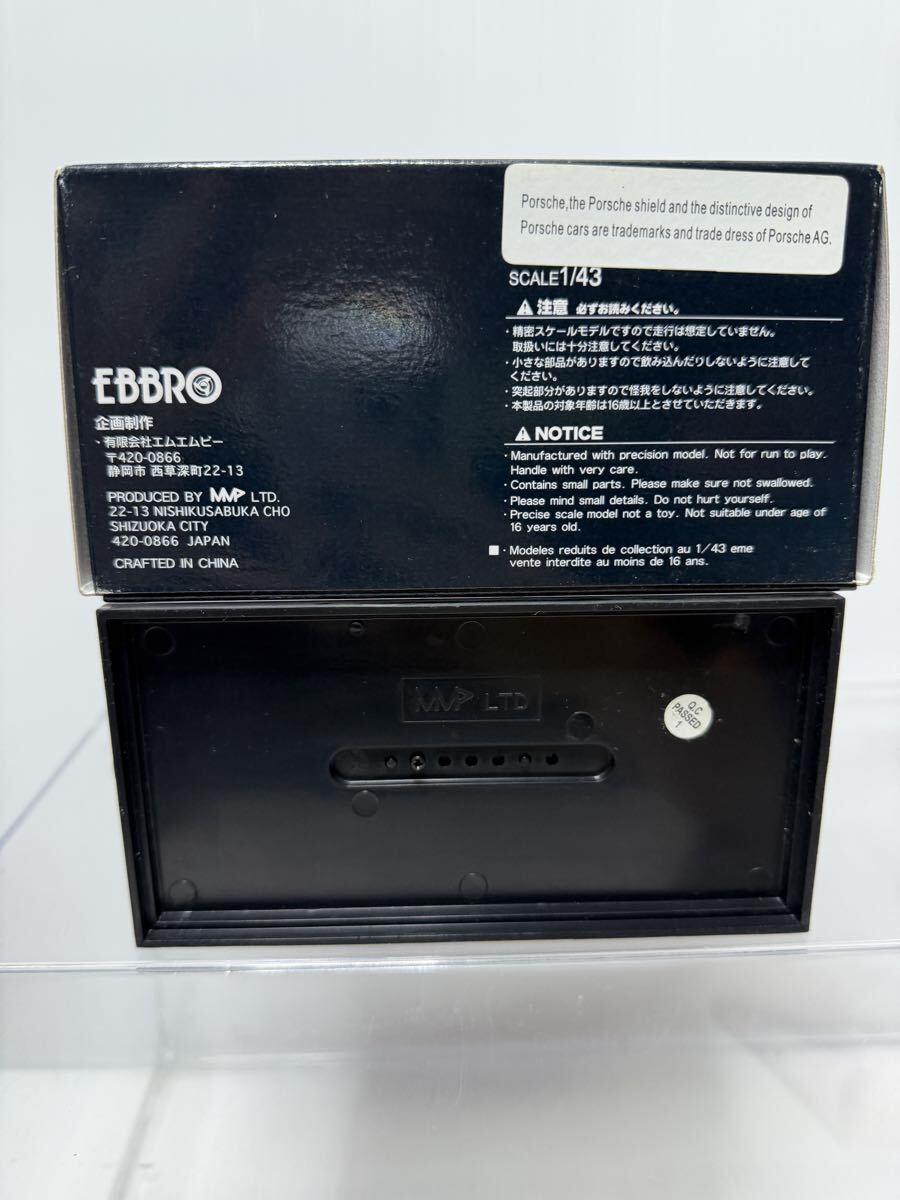 Porsche,the Porsche shield and the distinctive design of
Porsche cars are trademarks and trade dress of Porsche AG.
SCALE1/43
注意 必ずお読みください。
・精密スケールモデルですので走行は想定していません。
取扱いには十分注意してください。
・小さな部品がありますので飲み込んだりしないように注意して
ください。
・突起部分がありますので怪我をしないように注意してください。
・本製品の対象年齢は16歳以上とさせていただきます。
NOTICE
・Manufactured with precision model. Not for run to play.
Handle with very care.
・Contains small parts. Please make sure not swallowed.
・Please mind small details. Do not hurt yourself.
・Precise scale model not a toy. Not suitable under age of
16 years old.
■・Modeles reduits de collection au 1/43 eme
vente interdite au moins de 16 ans.
EBBRO
企画制作
・有限会社エムエムピー
〒420-0866
静岡市 西草深町22-13
PRODUCED BY MMP LTD.
22-13 NISHIKUSABUKA CHO
SHIZUOKA CITY
420-0866 JAPAN
CRAFTED IN CHINA
MMP LTD
Q.C
PASSED
1